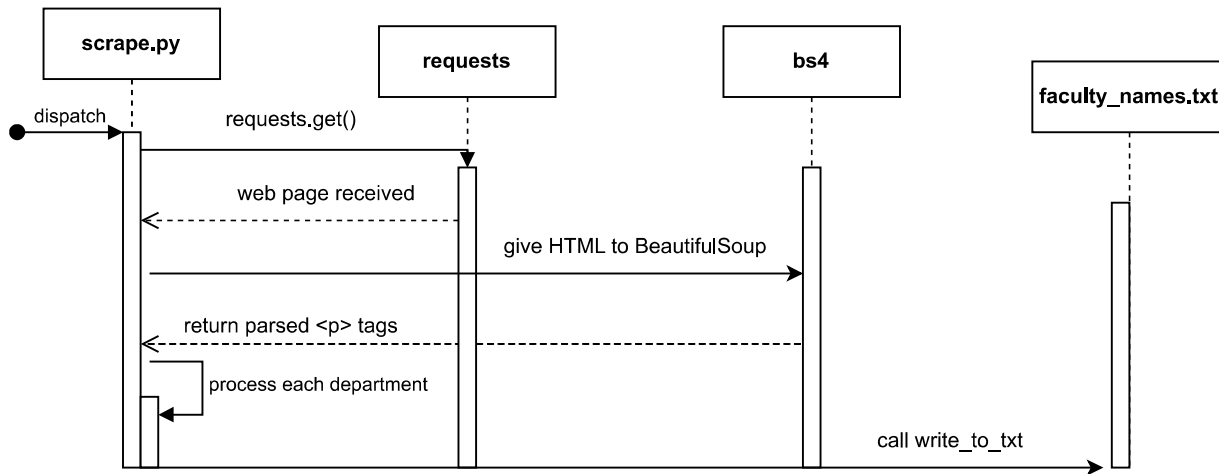 scrape.py
requests
bs4
faculty_names.txt
dispatch
requests.get()
web page received
give HTML to BeautifulSoup
return parsed <p> tags
process each department
call write_to_txt